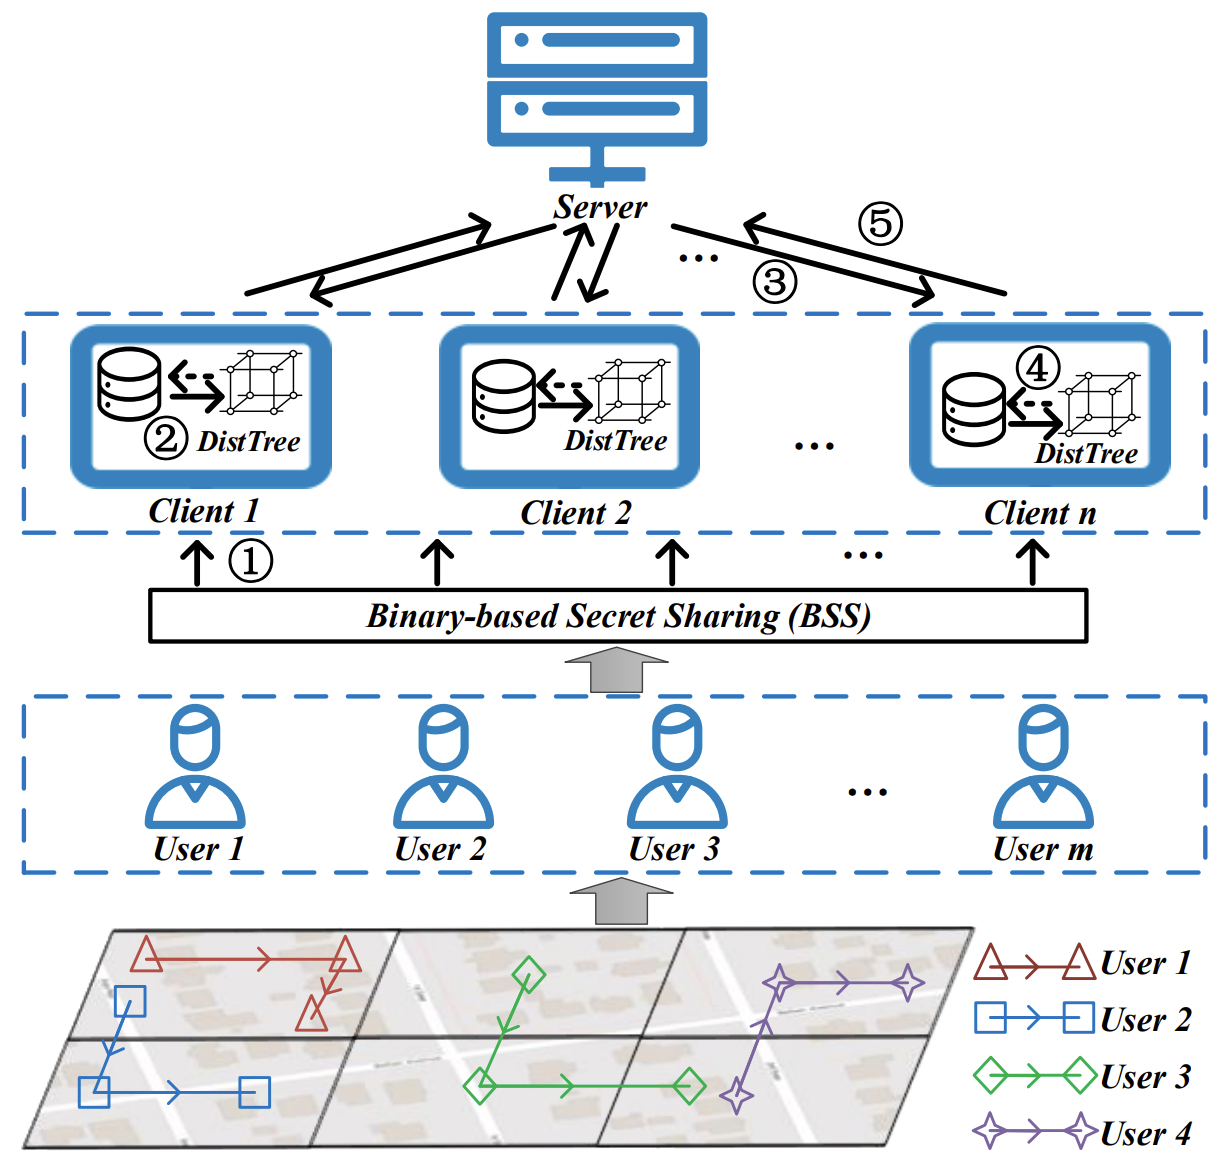 Server
⑤
...
③
④
②
DistTree
DistTree
...
DistTree
Client 1
Client 2
Client n
①
...
Binary-based Secret Sharing (BSS)
...
User 1
User 2
User 3
User m
User 1
User 2
User 3
User 4